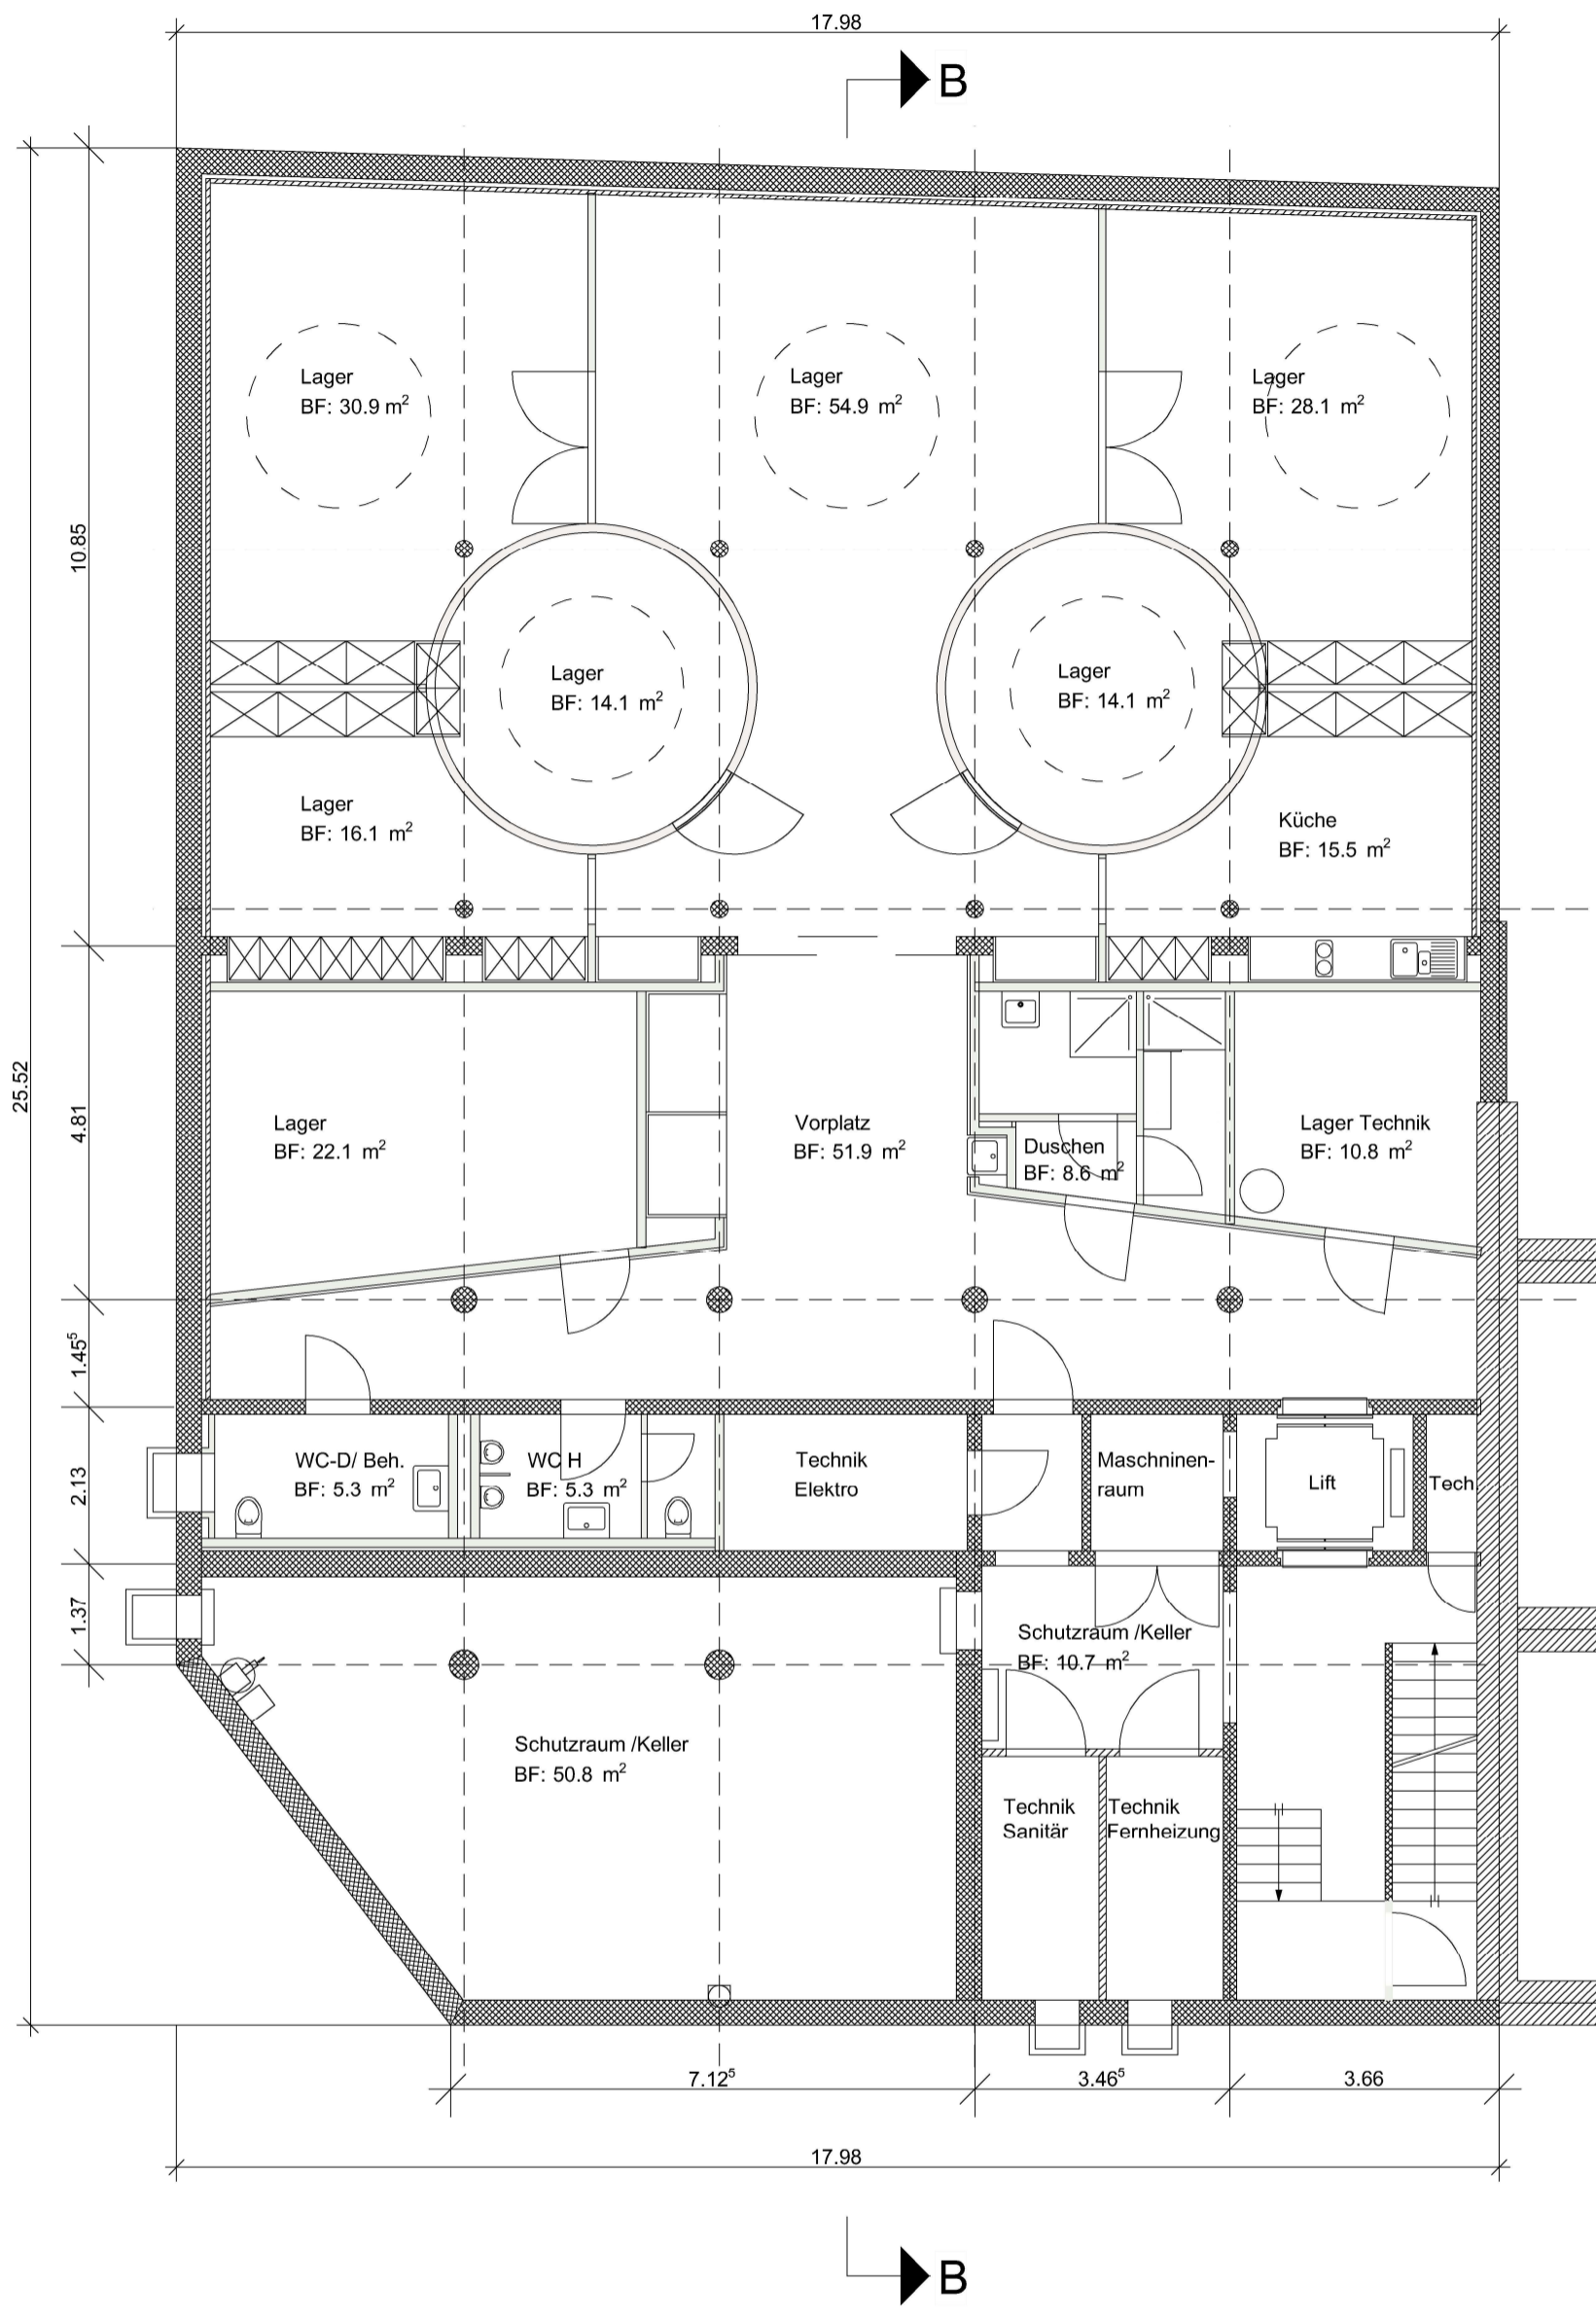 17.98
B
Lager
BF: 30.9 m²
Lager
BF: 54.9 m²
Lager
BF: 28.1 m²
10.85
Lager
BF: 14.1 m²
Lager
BF: 14.1 m²
Lager
BF: 16.1 m²
Küche
BF: 15.5 m²
25.52
4.81
Lager
BF: 22.1 m²
Vorplatz
BF: 51.9 m²
Duschen
BF: 8.6 m²
Lager Technik
BF: 10.8 m²
1.45⁵
2.13
WC-D/ Beh.
BF: 5.3 m²
WC H
BF: 5.3 m²
Technik
Elektro
Maschninen-
raum
Lift
Tech
1.37
Schutzraum /Keller
BF: 10.7 m²
Schutzraum /Keller
BF: 50.8 m²
Technik
Sanitär
Technik
Fernheizung
7.12⁵
3.46⁵
3.66
17.98
B